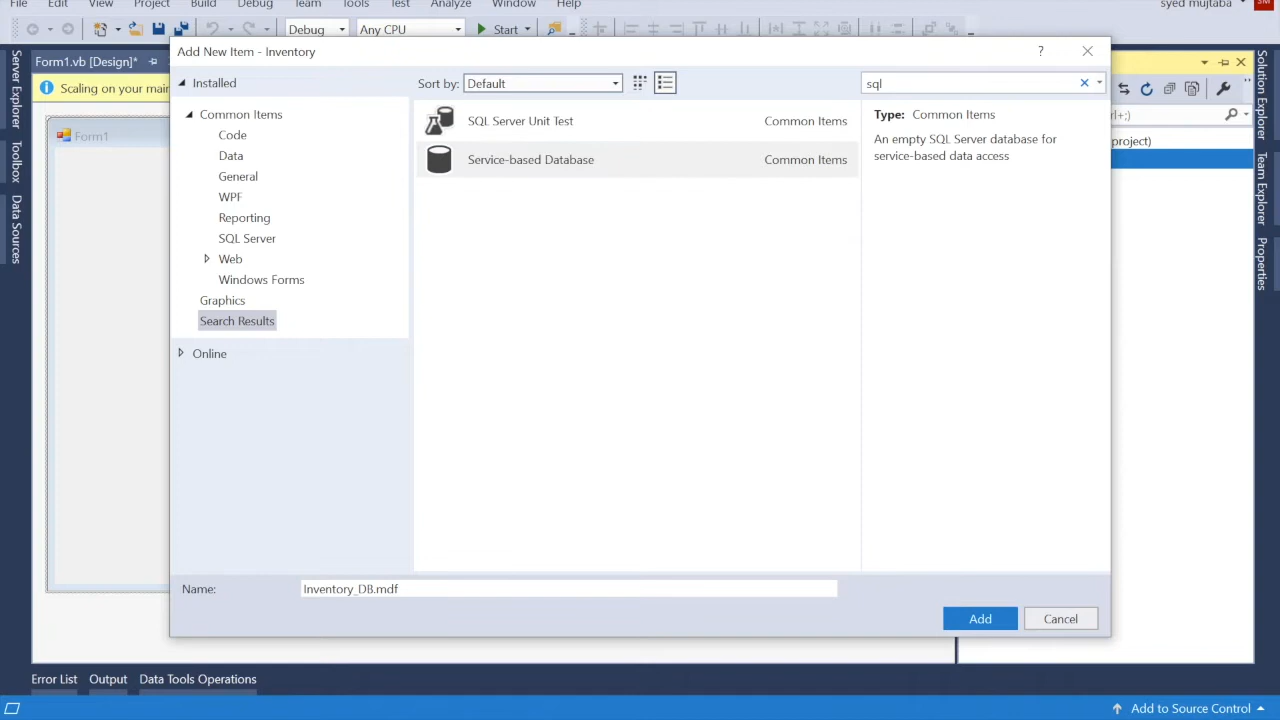 File Edit View Project Build Debug Team Tools Test Analyze Window Help syed mujtaba SM
Debug Any CPU Start
Form1.vb [Design]*
Scaling on your main
Form1
Server Explorer
Toolbox
Data Sources
Add New Item - Inventory ?
Installed
Sort by: Default
sql
Common Items
Code
Data
General
WPF
Reporting
SQL Server
Web
Windows Forms
Graphics
Search Results
Online
SQL Server Unit Test Common Items
Service-based Database Common Items
Type: Common Items
An empty SQL Server database for
service-based data access
Name: Inventory_DB.mdf
Add Cancel
rl+;)
project)
Solution Explorer
Team Explorer
Properties
Error List Output Data Tools Operations
Add to Source Control